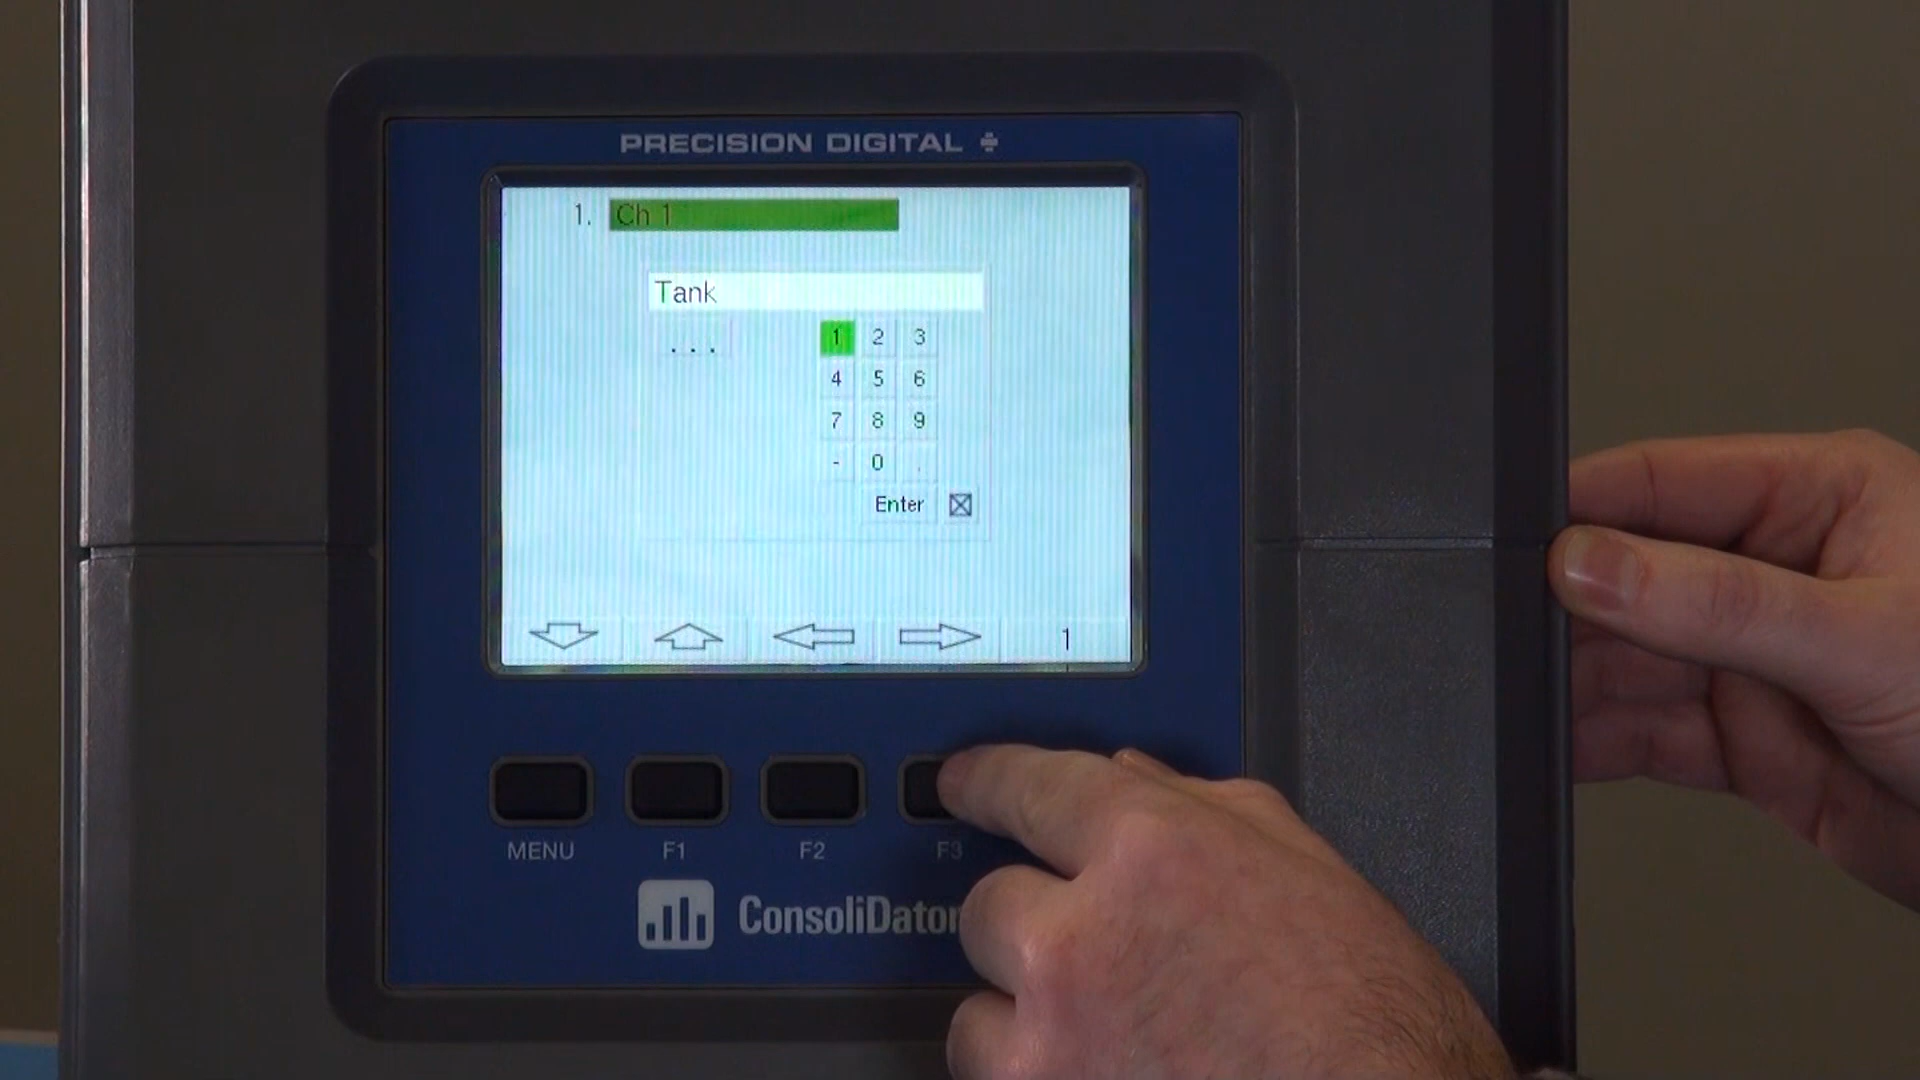 PRECISION DIGITAL
1. Ch 1
Tank
... 1 2 3
4 5 6
7 8 9
- 0 .
Enter
1
MENU F1 F2 F3
ConsoliDator